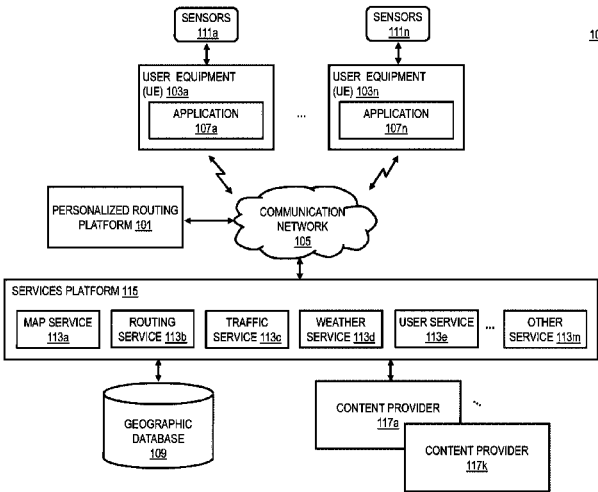 SENSORS
111a
SENSORS
111n
10
USER EQUIPMENT
(UE) 103a
APPLICATION
107a
...
USER EQUIPMENT
(UE) 103n
APPLICATION
107n
PERSONALIZED ROUTING
PLATFORM 101
COMMUNICATION
NETWORK
105
SERVICES PLATFORM 115
MAP SERVICE
113a
ROUTING
SERVICE 113b
TRAFFIC
SERVICE 113c
WEATHER
SERVICE 113d
USER SERVICE
113e
...
OTHER
SERVICE 113m
GEOGRAPHIC
DATABASE
109
CONTENT PROVIDER
117a
...
CONTENT PROVIDER
117k